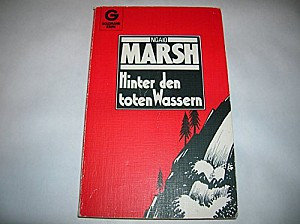 G
NGAIO
MARSH
Hinter den
toten Wassern